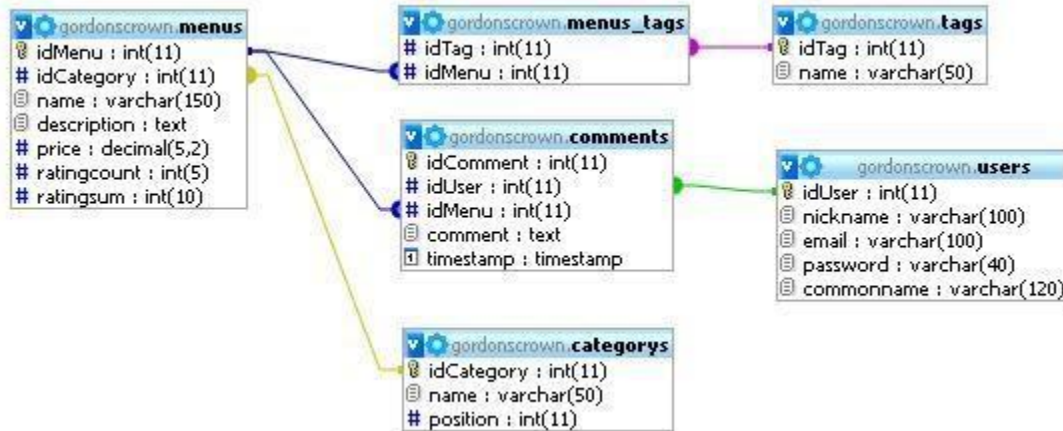 gordonscrown.menus
idMenu : int(11)
# idCategory : int(11)
name : varchar(150)
description : text
# price : decimal(5,2)
# ratingcount : int(5)
# ratingsum : int(10)
gordonscrown.menus_tags
# idTag : int(11)
# idMenu : int(11)
gordonscrown.tags
idTag : int(11)
name : varchar(50)
gordonscrown.comments
idComment : int(11)
# idUser : int(11)
# idMenu : int(11)
comment : text
timestamp : timestamp
gordonscrown.users
idUser : int(11)
nickname : varchar(100)
email : varchar(100)
password : varchar(40)
commonname : varchar(120)
gordonscrown.categorys
idCategory : int(11)
name : varchar(50)
# position : int(11)